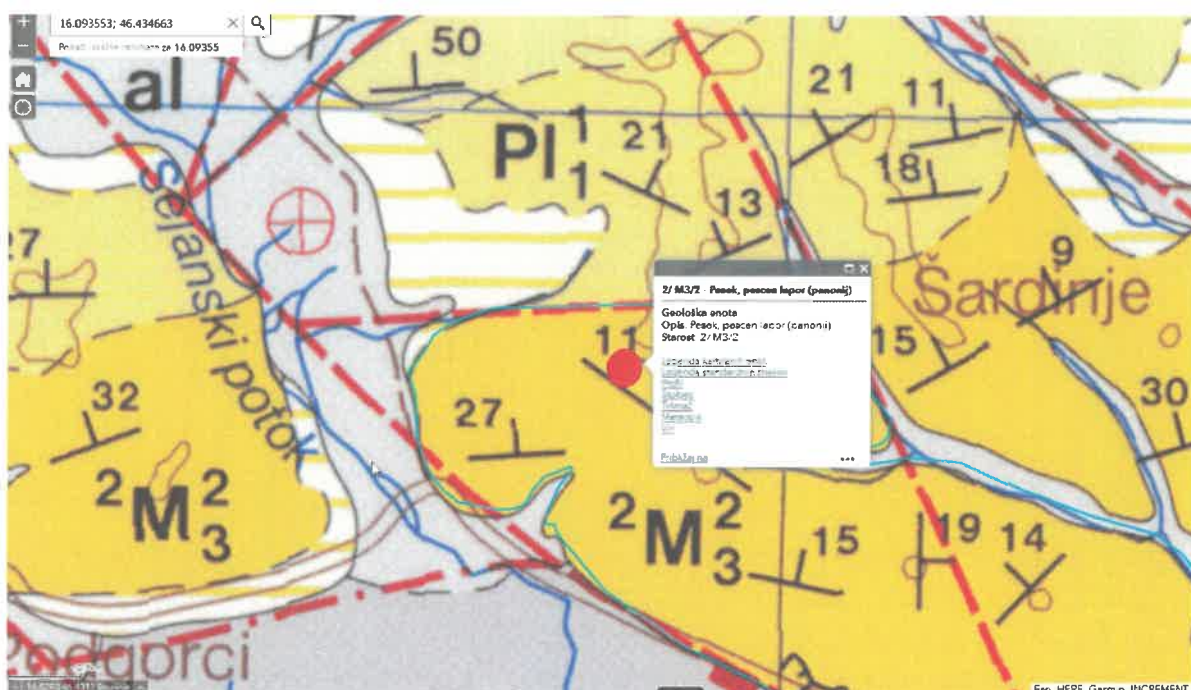 16.093553; 46.434663
50
21
11
al
Pl 1 1
21
18
13
Sejanski potok
27
9
Šardinje
2/ M3/2 - Pesek, peščen lapor (panonij)
Geološka enota
Opis: Pesek, peščen lapor (panonij)
Starost: 2/ M3/2
11
15
32
27
30
Približaj na
2 M 2 3
2 M 2 3
15
19
14
Podgorci
Esri, HERE, Garmin, INCREMENT